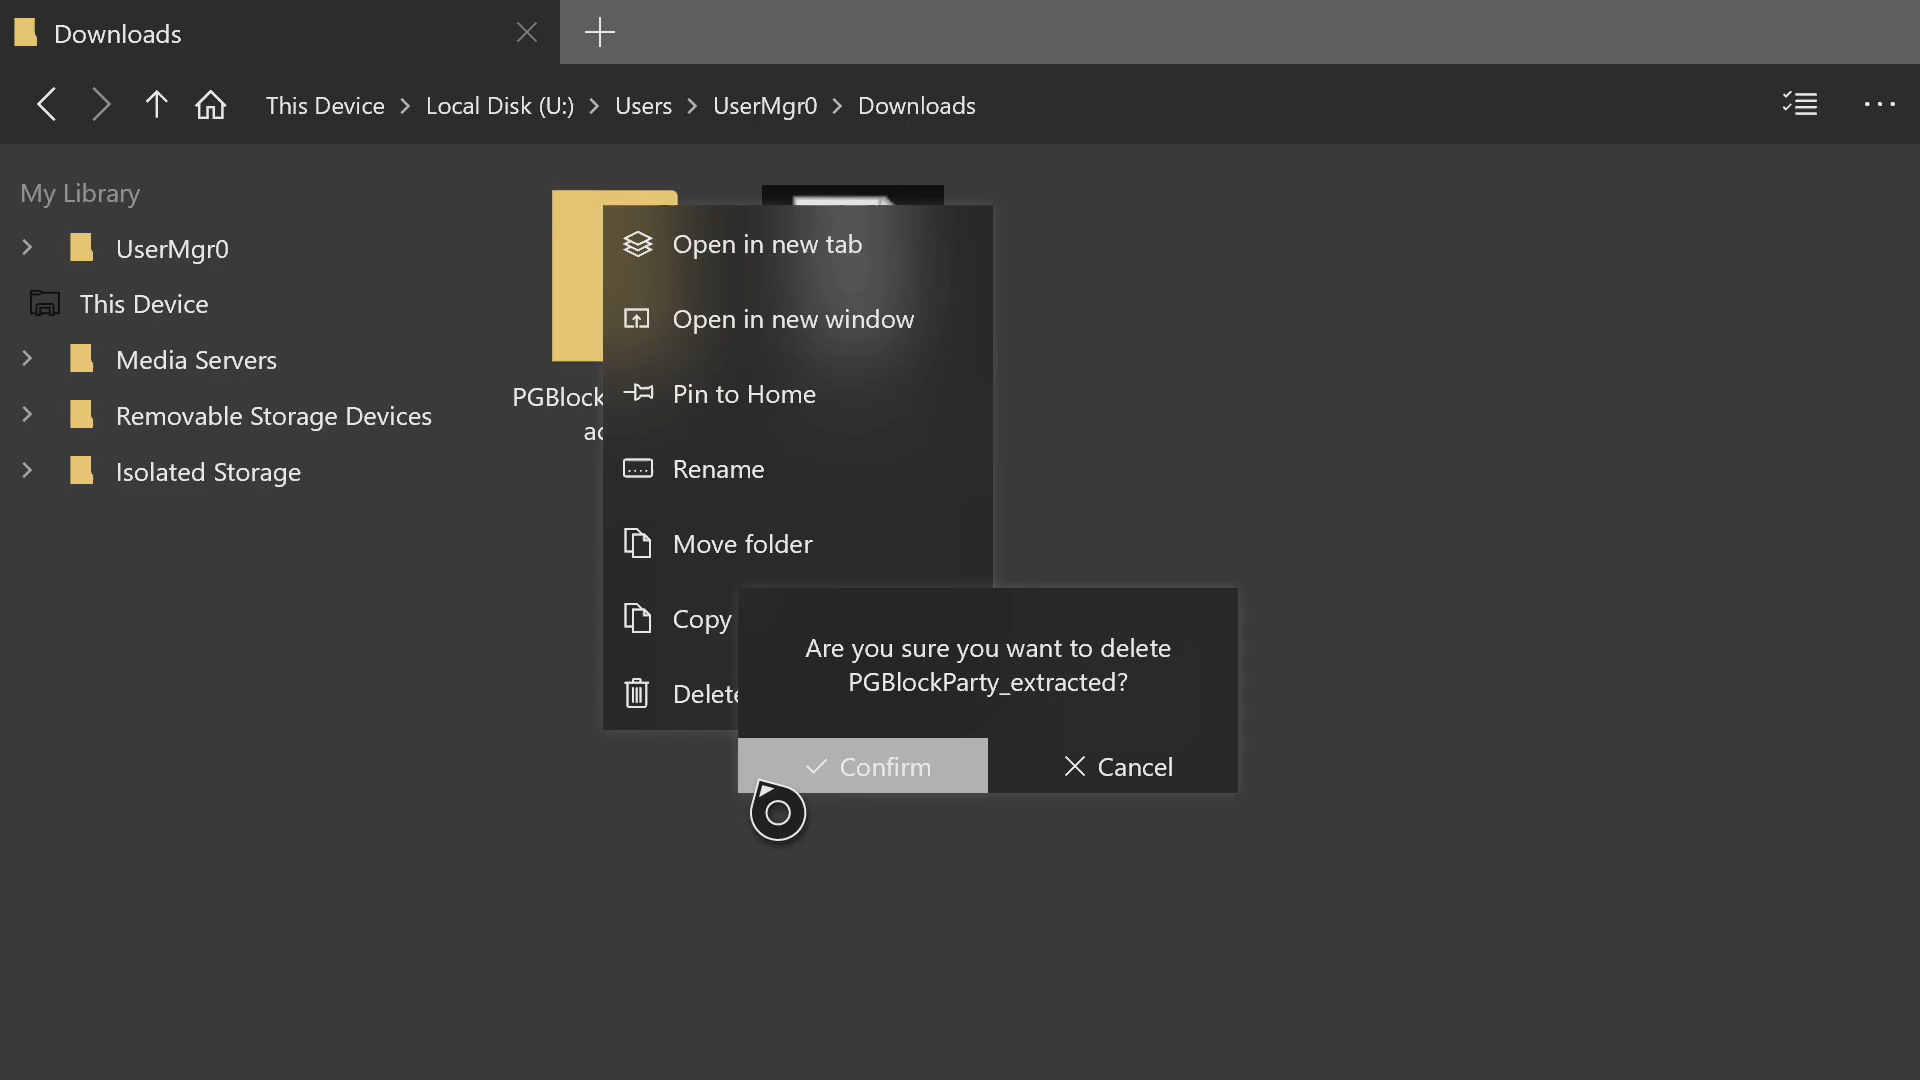 Downloads
This Device > Local Disk (U:) > Users > UserMgr0 > Downloads
My Library
UserMgr0
This Device
Media Servers
Removable Storage Devices
Isolated Storage
PGBlock
ac
Open in new tab
Open in new window
Pin to Home
Rename
Move folder
Copy
Delete
Are you sure you want to delete
PGBlockParty_extracted?
Confirm
Cancel